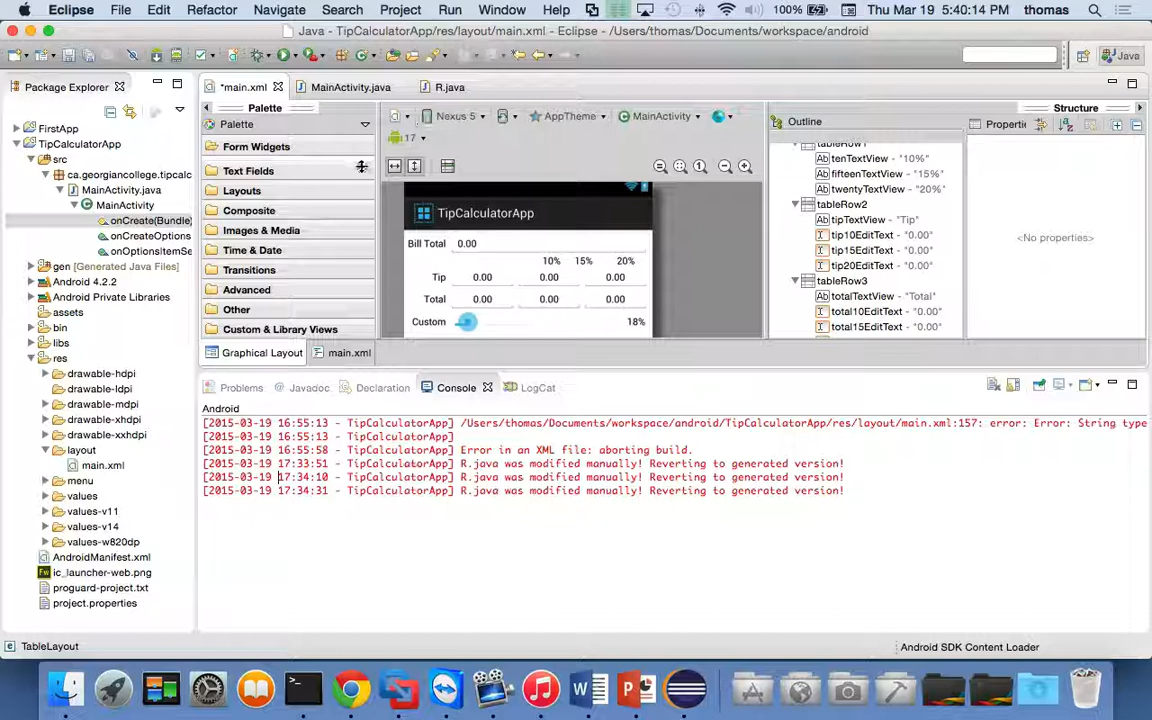 Eclipse File Edit Refactor Navigate Search Project Run Window Help 100% Thu Mar 19 5:40:14 PM thomas
Java - TipCalculatorApp/res/layout/main.xml - Eclipse - /Users/thomas/Documents/workspace/android
Java
Package Explorer
*main.xml MainActivity.java R.java
Palette
Palette
Form Widgets
Text Fields
Layouts
Composite
Images & Media
Time & Date
Transitions
Advanced
Other
Custom & Library Views
Graphical Layout main.xml
Nexus 5 AppTheme MainActivity
17
TipCalculatorApp
Bill Total 0.00
10% 15% 20%
Tip 0.00 0.00 0.00
Total 0.00 0.00 0.00
Custom 18%
Structure
Outline
tableRow1
tenTextView "10%"
fifteenTextView "15%"
twentyTextView "20%"
tableRow2
tipTextView "Tip"
tip10EditText "0.00"
tip15EditText "0.00"
tip20EditText "0.00"
tableRow3
totalTextView "Total"
total10EditText "0.00"
total15EditText "0.00"
Properti
<No properties>
FirstApp
TipCalculatorApp
src
ca.georgiancollege.tipcalc
MainActivity.java
MainActivity
onCreate(Bundle)
onCreateOptions
onOptionsItemSe
gen [Generated Java Files]
Android 4.2.2
Android Private Libraries
assets
bin
libs
res
drawable-hdpi
drawable-ldpi
drawable-mdpi
drawable-xhdpi
drawable-xxhdpi
layout
main.xml
menu
values
values-v11
values-v14
values-w820dp
AndroidManifest.xml
ic_launcher-web.png
proguard-project.txt
project.properties
Problems Javadoc Declaration Console LogCat
Android
[2015-03-19 16:55:13 - TipCalculatorApp] /Users/thomas/Documents/workspace/android/TipCalculatorApp/res/layout/main.xml:157: error: Error: String type
[2015-03-19 16:55:13 - TipCalculatorApp]
[2015-03-19 16:55:58 - TipCalculatorApp] Error in an XML file: aborting build.
[2015-03-19 17:33:51 - TipCalculatorApp] R.java was modified manually! Reverting to generated version!
[2015-03-19 17:34:10 - TipCalculatorApp] R.java was modified manually! Reverting to generated version!
[2015-03-19 17:34:31 - TipCalculatorApp] R.java was modified manually! Reverting to generated version!
TableLayout
Android SDK Content Loader